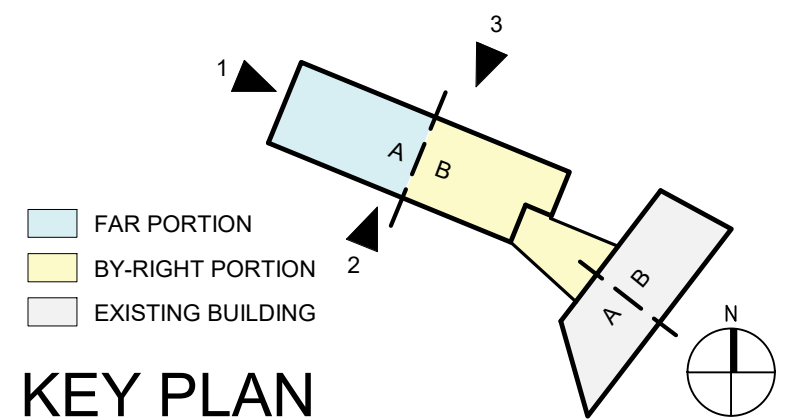 3
1
A
B
2
FAR PORTION
BY-RIGHT PORTION
EXISTING BUILDING
B
A
N
KEY PLAN